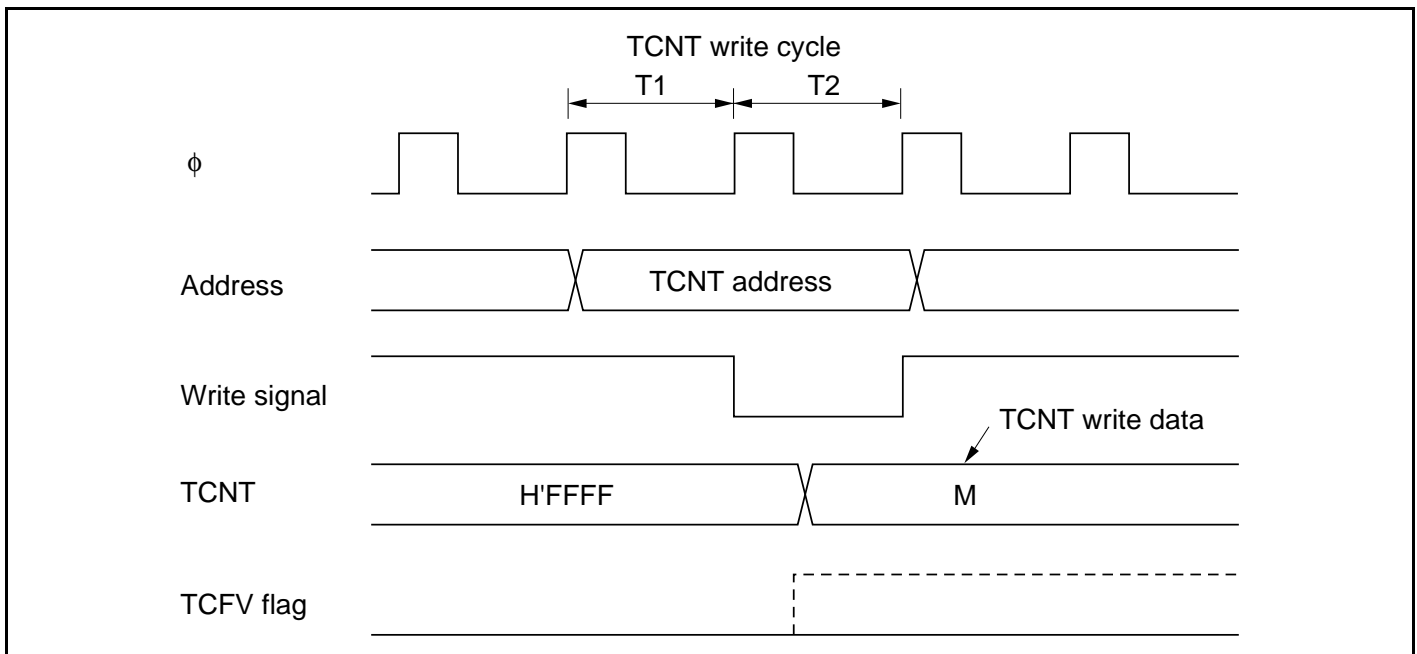 TCNT write cycle
T1 T2
ϕ
Address TCNT address
Write signal
TCNT write data
TCNT H'FFFF M
TCFV flag